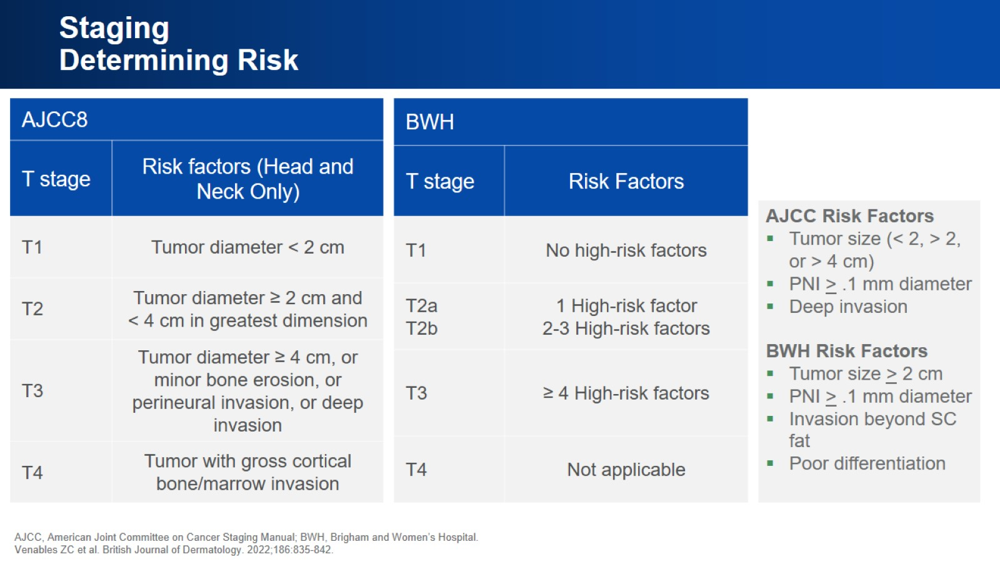 Staging
Determining Risk
AJCC8
T stage
Risk factors (Head and
Neck Only)
T1
Tumor diameter < 2 cm
T2
Tumor diameter ≥ 2 cm and
< 4 cm in greatest dimension
T3
Tumor diameter ≥ 4 cm, or
minor bone erosion, or
perineural invasion, or deep
invasion
T4
Tumor with gross cortical
bone/marrow invasion
BWH
T stage
Risk Factors
T1
No high-risk factors
T2a
1 High-risk factor
T2b
2-3 High-risk factors
T3
≥ 4 High-risk factors
T4
Not applicable
AJCC Risk Factors
▪ Tumor size (< 2, > 2,
or > 4 cm)
▪ PNI ≥ .1 mm diameter
▪ Deep invasion
BWH Risk Factors
▪ Tumor size ≥ 2 cm
▪ PNI ≥ .1 mm diameter
▪ Invasion beyond SC
fat
▪ Poor differentiation
AJCC, American Joint Committee on Cancer Staging Manual; BWH, Brigham and Women's Hospital.
Venables ZC et al. British Journal of Dermatology. 2022;186:835-842.